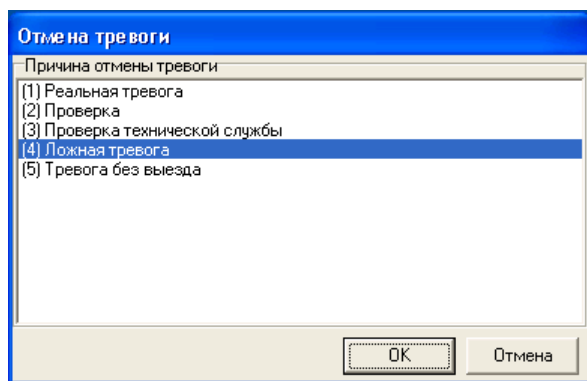 Отмена тревоги
Причина отмены тревоги
(1) Реальная тревога
(2) Проверка
(3) Проверка технической службы
(4) Ложная тревога
(5) Тревога без выезда
OK
Отмена